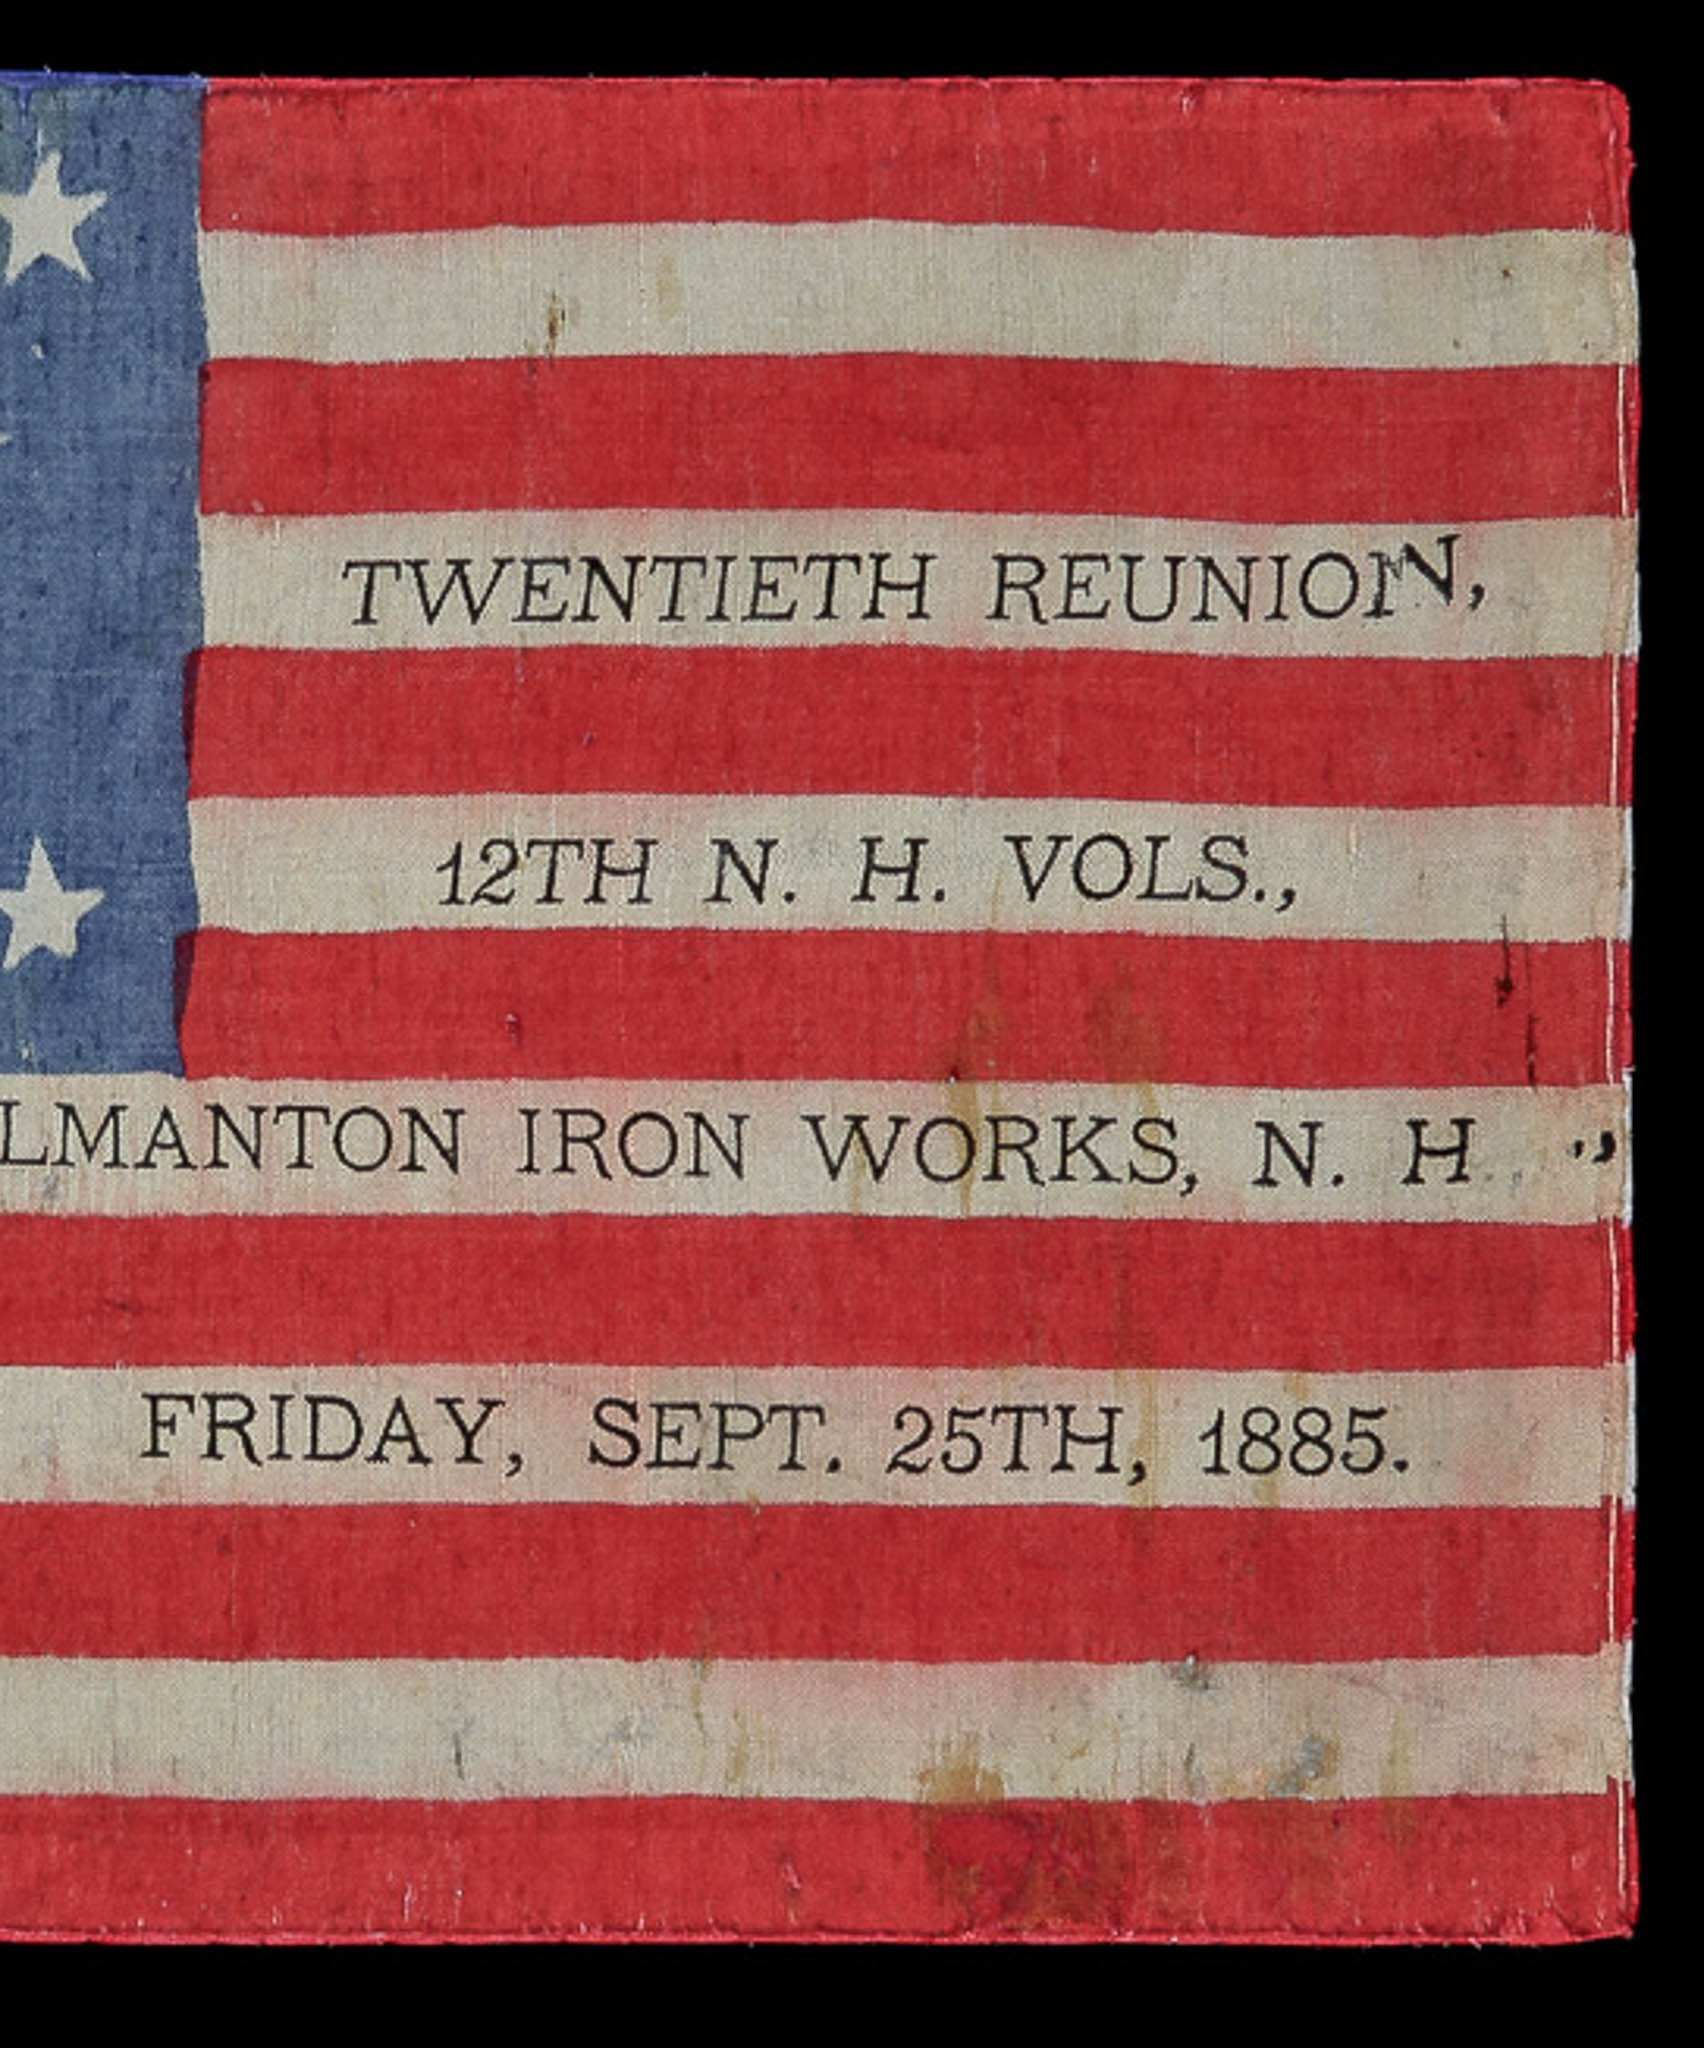 TWENTIETH REUNION,
12TH N. H. VOLS.,
LMANTON IRON WORKS, N. H.,
FRIDAY, SEPT. 25TH, 1885.